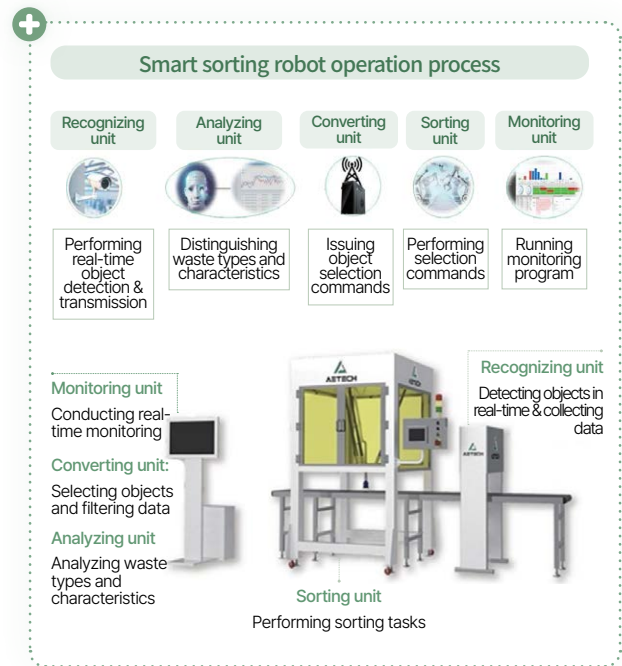 Smart sorting robot operation process
Recognizing
unit
Analyzing
unit
Converting
unit
Sorting
unit
Monitoring
unit
Performing
real-time
object
detection &
transmission
Distinguishing
waste types and
characteristics
Issuing
object
selection
commands
Performing
selection
commands
Running
monitoring
program
Monitoring unit
Conducting real-
time monitoring
Converting unit:
Selecting objects
and filtering data
Analyzing unit
Analyzing waste
types and
characteristics
AETECH
AETECH
AETECH
Recognizing unit
Detecting objects in
real-time & collecting
data
Sorting unit
Performing sorting tasks